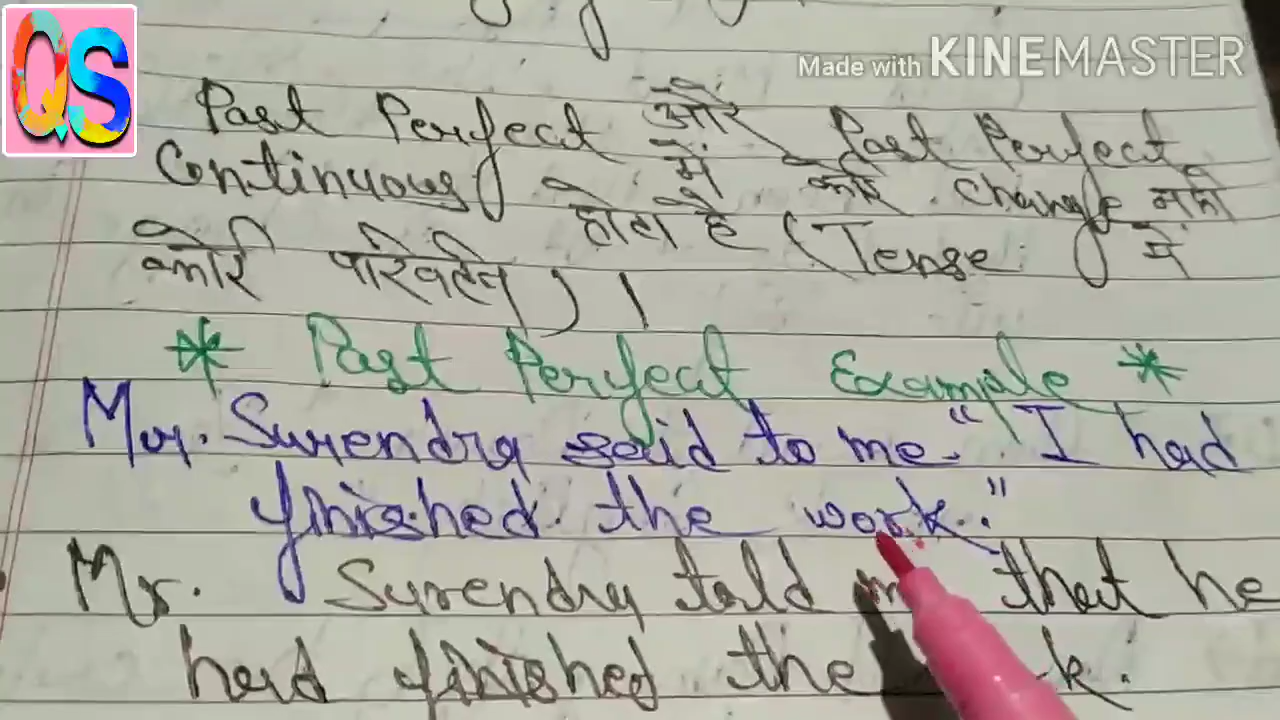 QS
Made with KINEMASTER
Past Perfect और Past Perfect
Continuous में कोई change नही
होता है (Tense में
कोई परिवर्तन)।
* Past Perfect Example *
Mr. Surendra said to me. "I had
finished the work."
Mr. Surendra told that he
had finished the